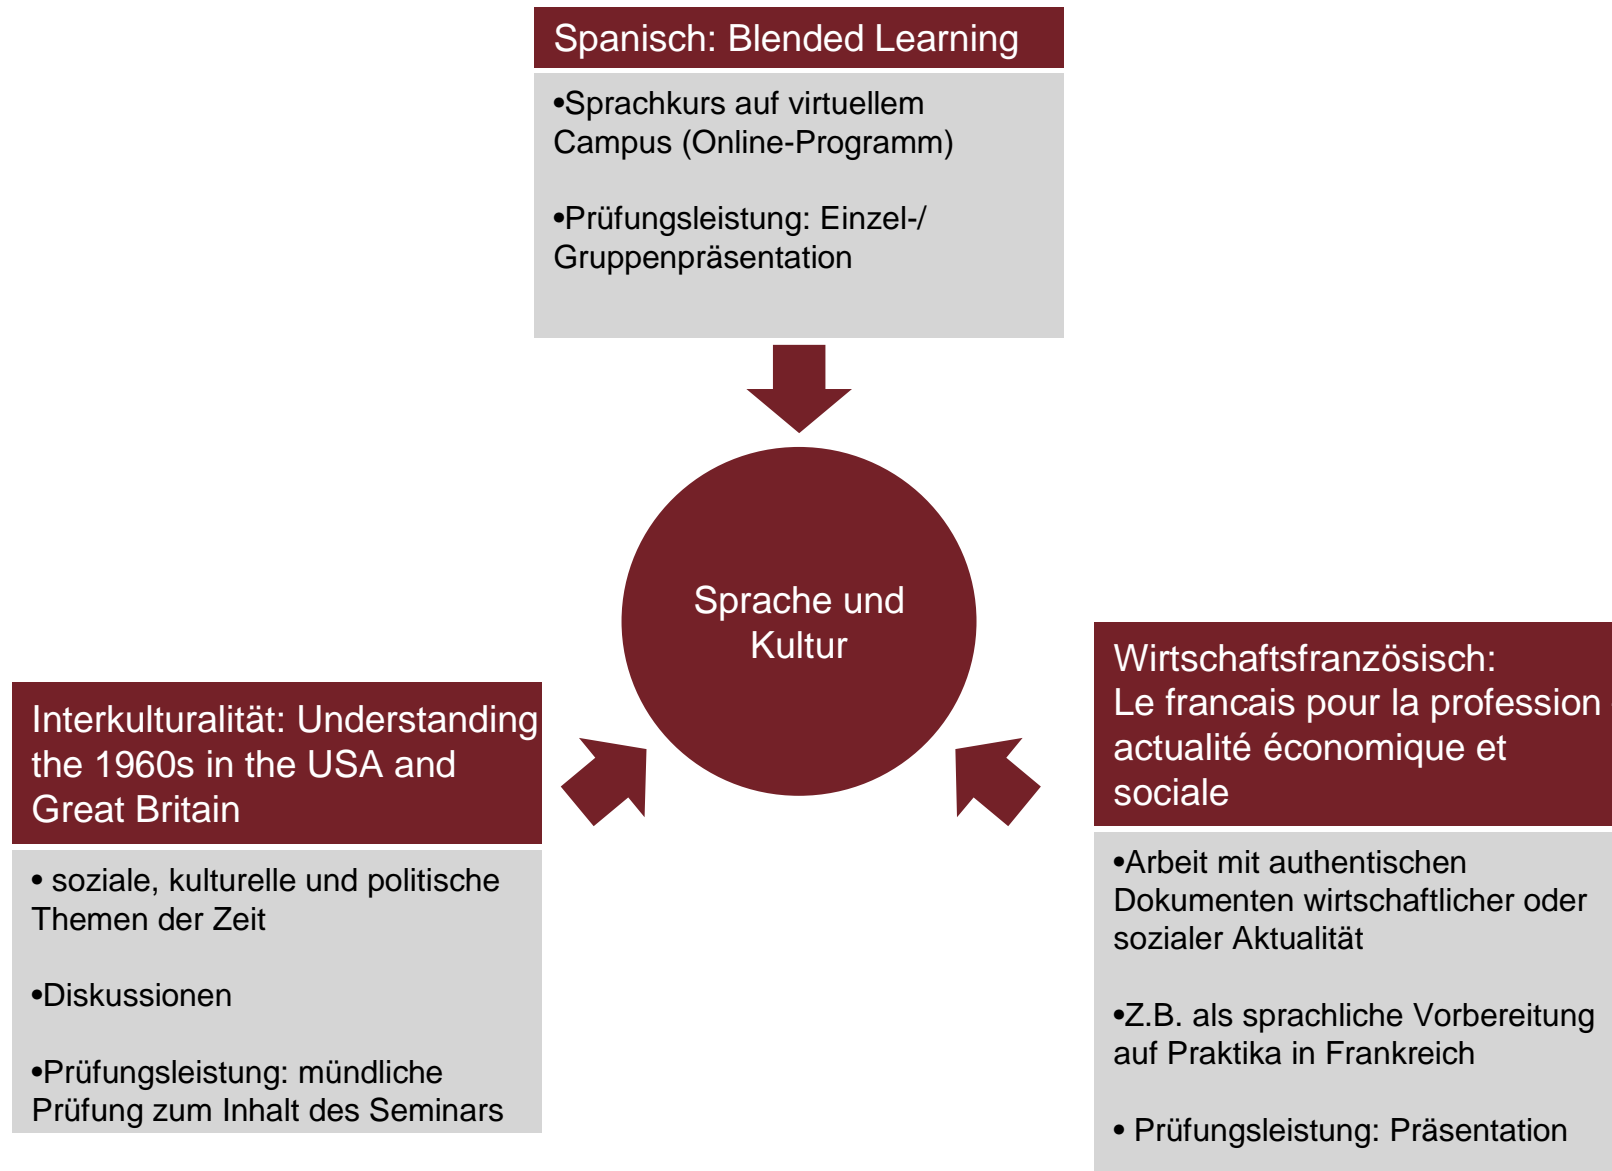 Spanisch: Blended Learning
•Sprachkurs auf virtuellem
Campus (Online-Programm)
•Prüfungsleistung: Einzel-/
Gruppenpräsentation
Sprache und
Kultur
Interkulturalität: Understanding
the 1960s in the USA and
Great Britain
• soziale, kulturelle und politische
Themen der Zeit
•Diskussionen
•Prüfungsleistung: mündliche
Prüfung zum Inhalt des Seminars
Wirtschaftsfranzösisch:
Le francais pour la profession
actualité économique et
sociale
•Arbeit mit authentischen
Dokumenten wirtschaftlicher oder
sozialer Aktualität
•Z.B. als sprachliche Vorbereitung
auf Praktika in Frankreich
• Prüfungsleistung: Präsentation